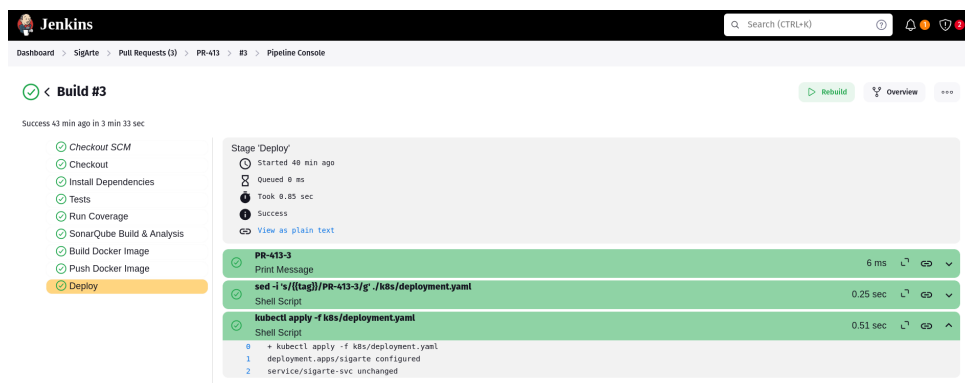 Jenkins
Search (CTRL+K)
1
2
Dashboard > SigArte > Pull Requests (3) > PR-413 > #3 > Pipeline Console
Build #3
Rebuild
Overview
Success 43 min ago in 3 min 33 sec
Checkout SCM
Checkout
Install Dependencies
Tests
Run Coverage
SonarQube Build & Analysis
Build Docker Image
Push Docker Image
Deploy
Stage 'Deploy'
Started 40 min ago
Queued 0 ms
Took 0.85 sec
Success
View as plain text
PR-413-3
Print Message
6 ms
sed -i 's/{{tag}}/PR-413-3/g' ./k8s/deployment.yaml
Shell Script
0.25 sec
kubectl apply -f k8s/deployment.yaml
Shell Script
0.51 sec
0 + kubectl apply -f k8s/deployment.yaml
1 deployment.apps/sigarte configured
2 service/sigarte-svc unchanged